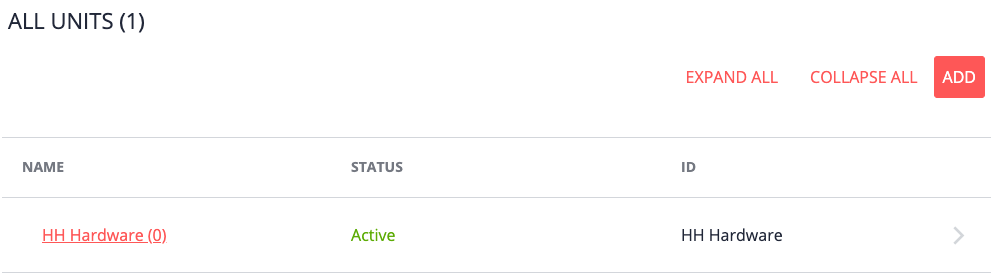 ALL UNITS (1)
EXPAND ALL COLLAPSE ALL ADD
NAME STATUS ID
HH Hardware (0) Active HH Hardware